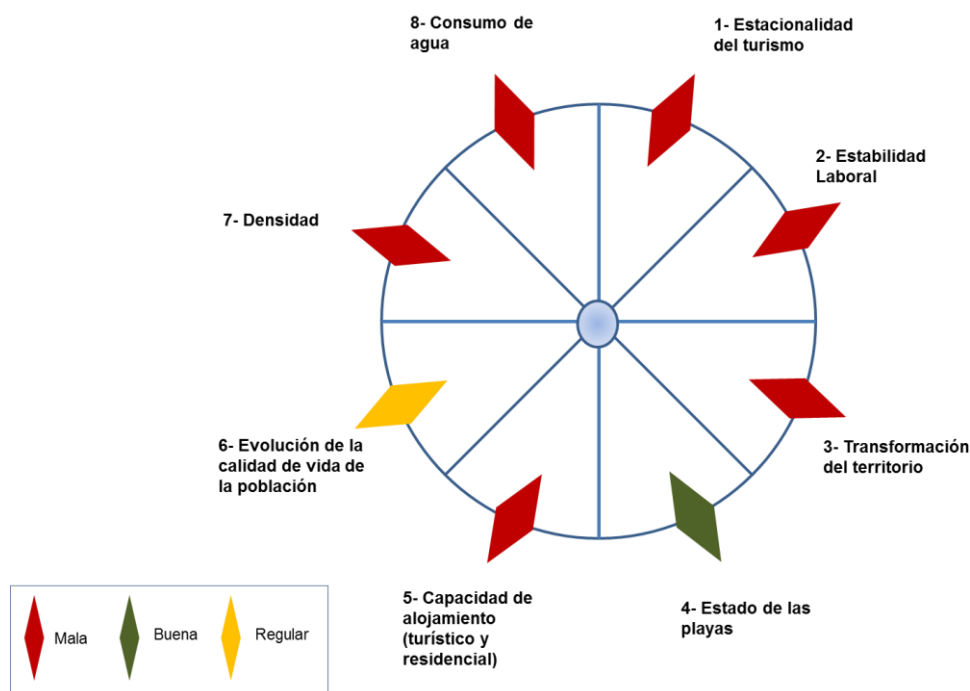 8- Consumo de
agua
1- Estacionalidad
del turismo
2- Estabilidad
Laboral
7- Densidad
3- Transformación
del territorio
6- Evolución de la
calidad de vida de
la población
5- Capacidad de
alojamiento
(turístico y
residencial)
4- Estado de las
playas
Mala
Buena
Regular